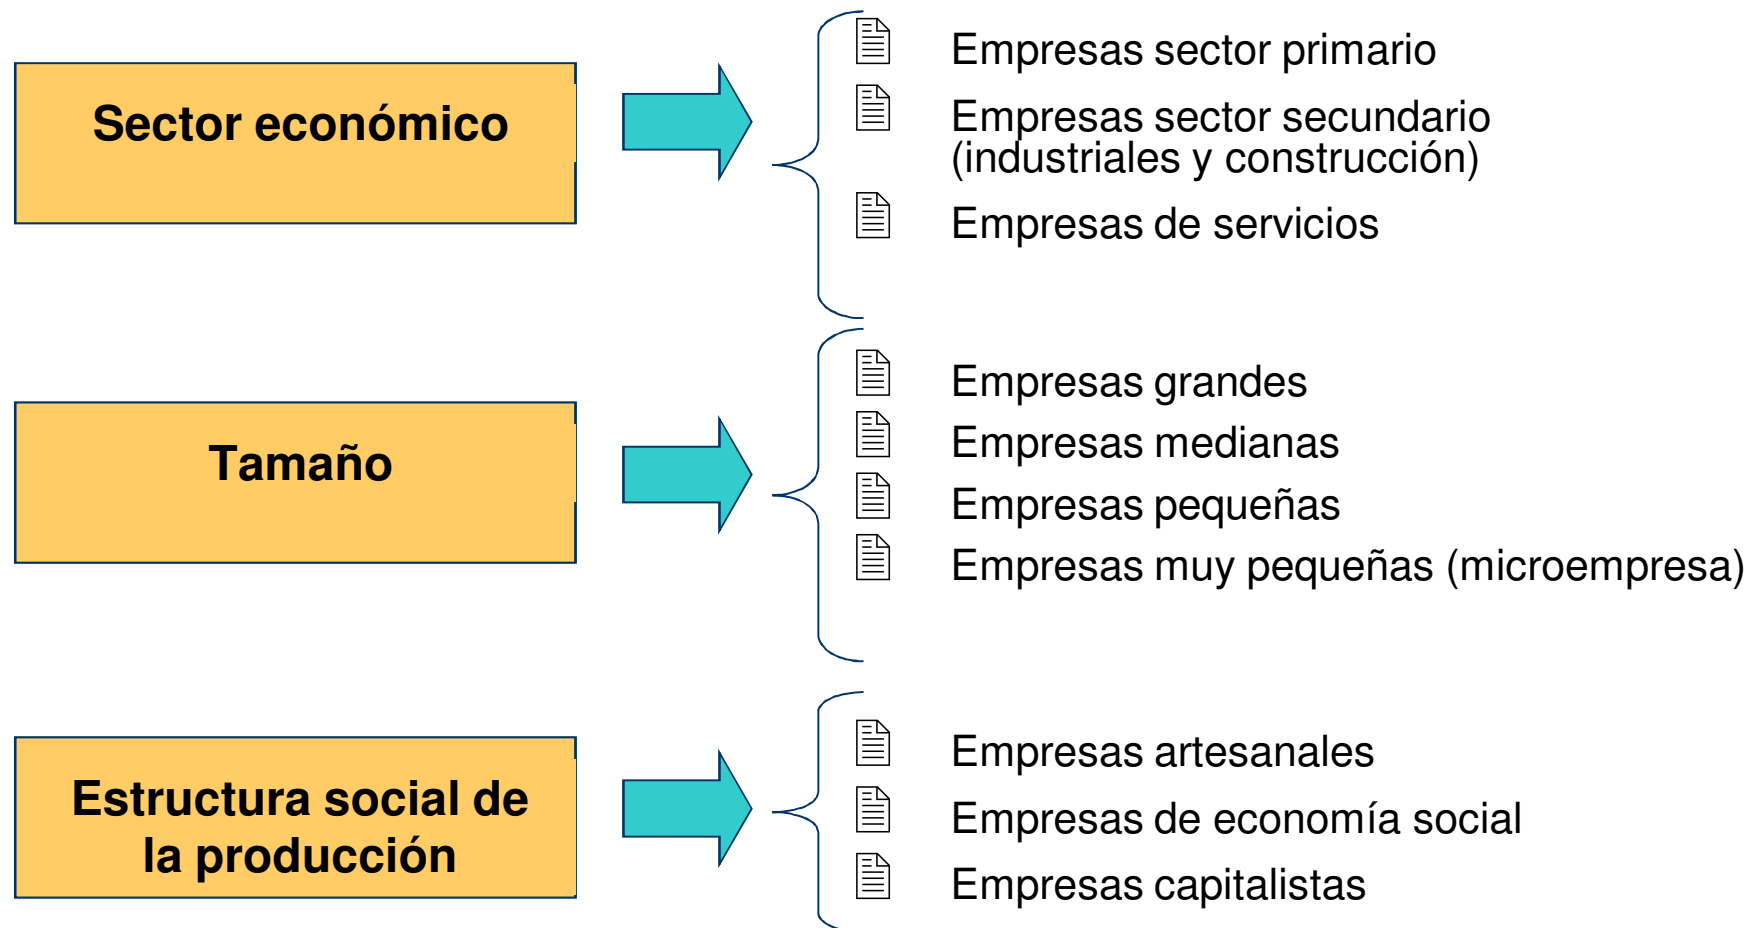 Sector económico
Empresas sector primario
Empresas sector secundario
(industriales y construcción)
Empresas de servicios
Tamaño
Empresas grandes
Empresas medianas
Empresas pequeñas
Empresas muy pequeñas (microempresa)
Estructura social de
la producción
Empresas artesanales
Empresas de economía social
Empresas capitalistas